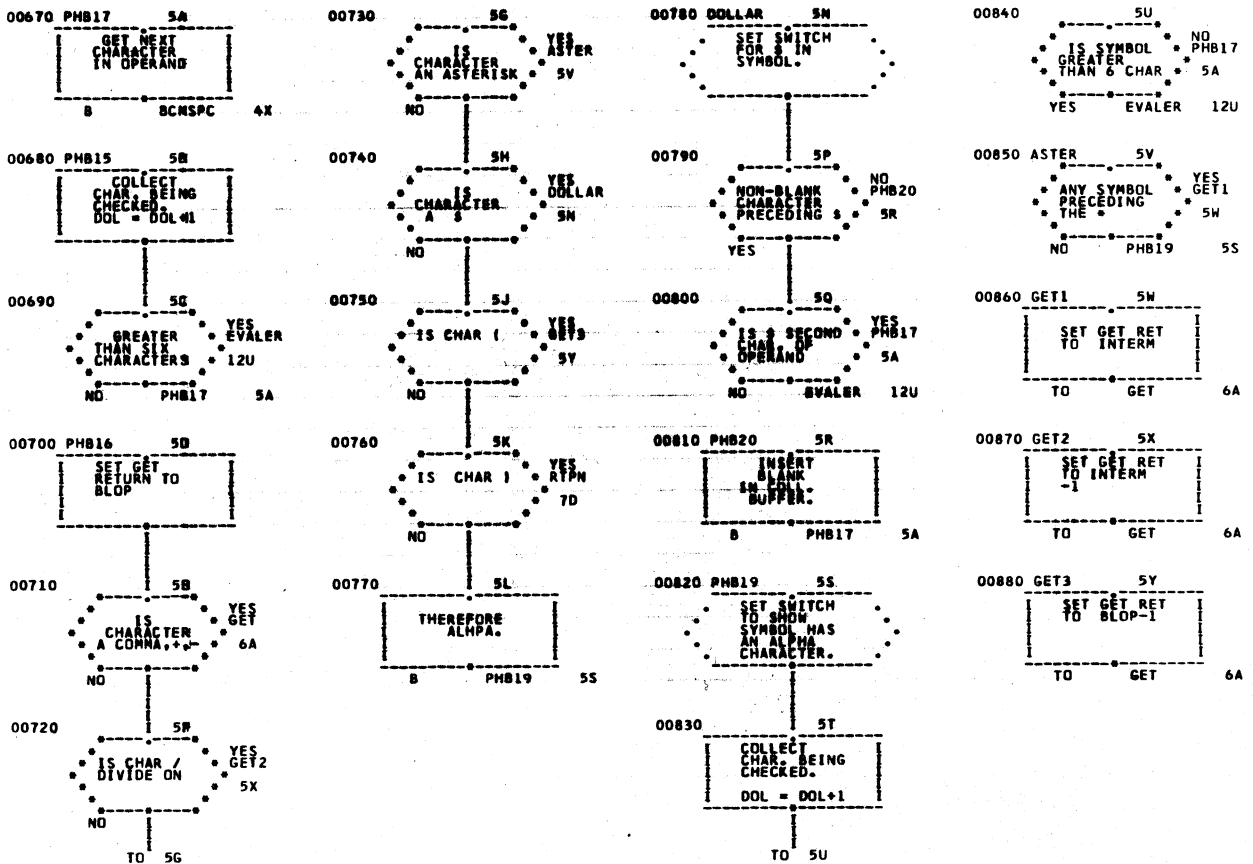 00670 PHB17 5A
GET NEXT
CHARACTER
IN OPERAND
B BCMSPC 4X
00680 PHB15 5B
COLLECT
CHAR. BEING
CHECKED.
DOL = DOL+1
00690 5C
GREATER
THAN SIX
CHARACTERS
YES
EVALER
12U
NO PHB17 5A
00700 PHB16 5D
SET GET
RETURN TO
BLOP
00710 5E
IS
CHARACTER
A COMMA,+,-
YES
GET
6A
NO
00720 5F
IS CHAR /
DIVIDE ON
YES
GET2
5X
NO
TO 5G
00730 5G
IS
CHARACTER
AN ASTERISK
YES
ASTER
5V
NO
00740 5H
IS
CHARACTER
A $
YES
DOLLAR
5N
NO
00750 5J
IS CHAR (
YES
GET3
5Y
NO
00760 5K
IS CHAR )
YES
RTPN
7D
NO
00770 5L
THEREFORE
ALHPA.
B PHB19 5S
00780 DOLLAR 5N
SET SWITCH
FOR $ IN
SYMBOL.
00790 5P
NON-BLANK
CHARACTER
PRECEDING $
NO
PHB20
5R
YES
00800 5Q
IS $ SECOND
CHAR. OF
OPERAND
YES
PHB17
5A
NO EVALER 12U
00810 PHB20 5R
INSERT
BLANK
IN COLL.
BUFFER.
B PHB17 5A
00820 PHB19 5S
SET SWITCH
TO SHOW
SYMBOL HAS
AN ALPHA
CHARACTER.
00830 5T
COLLECT
CHAR. BEING
CHECKED.
DOL = DOL+1
TO 5U
00840 5U
IS SYMBOL
GREATER
THAN 6 CHAR
NO
PHB17
5A
YES EVALER 12U
00850 ASTER 5V
ANY SYMBOL
PRECEDING
THE *
YES
GET1
5W
NO PHB19 5S
00860 GET1 5W
SET GET RET
TO INTERM
TO GET 6A
00870 GET2 5X
SET GET RET
TO INTERM
-1
TO GET 6A
00880 GET3 5Y
SET GET RET
TO BLOP-1
TO GET 6A